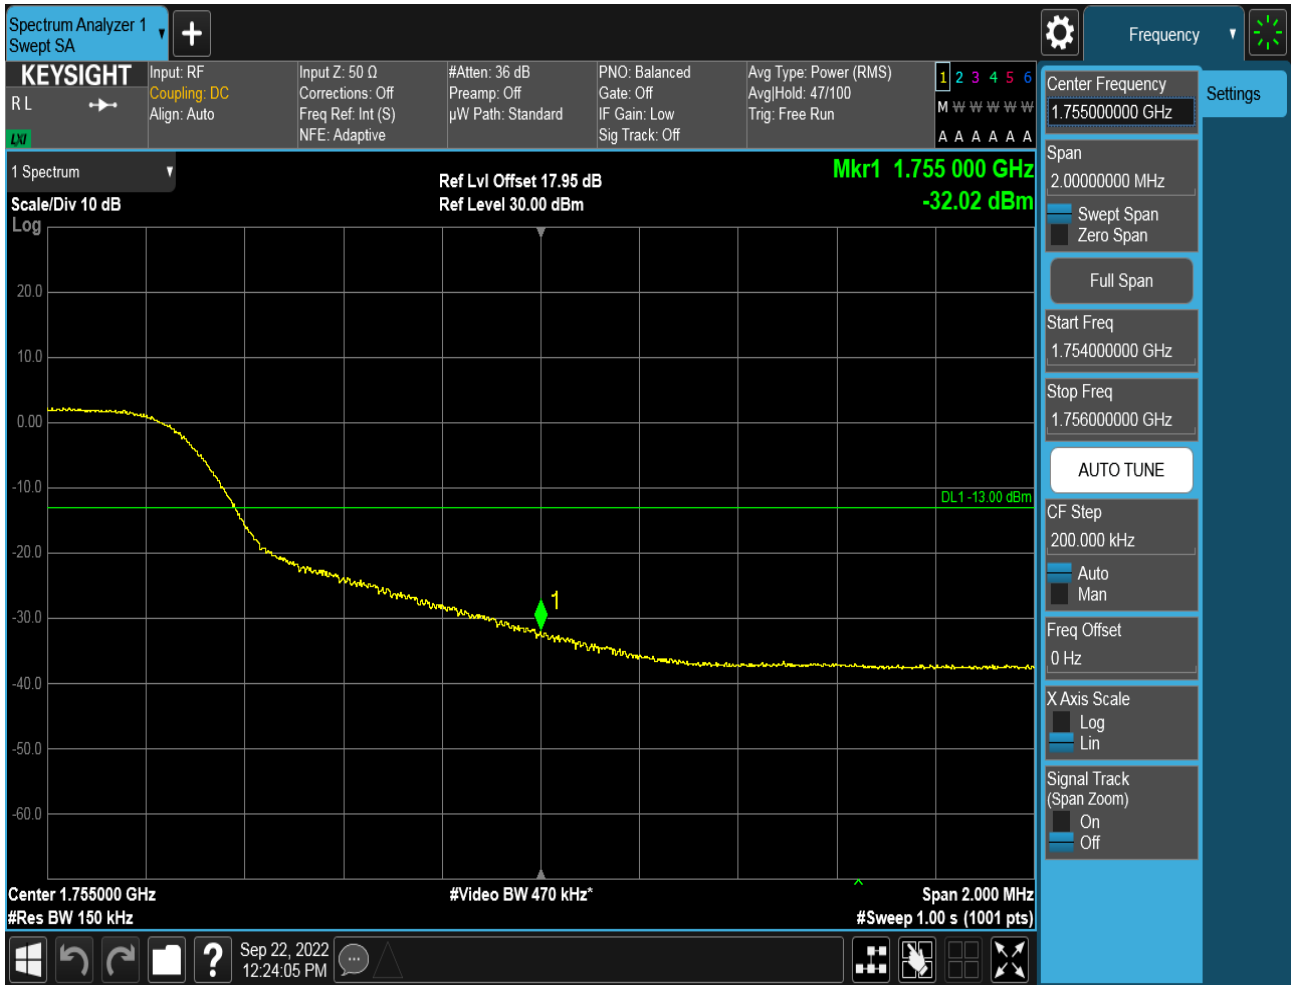 Spectrum Analyzer 1
Swept SA
Frequency
KEYSIGHT
R L
LXI
Input: RF
Coupling: DC
Align: Auto
Input Z: 50 Ω
Corrections: Off
Freq Ref: Int (S)
NFE: Adaptive
#Atten: 36 dB
Preamp: Off
µW Path: Standard
PNO: Balanced
Gate: Off
IF Gain: Low
Sig Track: Off
Avg Type: Power (RMS)
Avg|Hold: 47/100
Trig: Free Run
1 2 3 4 5 6
M W W W W W
A A A A A A
1 Spectrum
Scale/Div 10 dB
Log
Ref Lvl Offset 17.95 dB
Ref Level 30.00 dBm
Mkr1 1.755 000 GHz
-32.02 dBm
20.0
10.0
0.00
-10.0
-20.0
-30.0
-40.0
-50.0
-60.0
DL1 -13.00 dBm
1
Center 1.755000 GHz
#Res BW 150 kHz
#Video BW 470 kHz*
Span 2.000 MHz
#Sweep 1.00 s (1001 pts)
Center Frequency
1.755000000 GHz
Settings
Span
2.00000000 MHz
Swept Span
Zero Span
Full Span
Start Freq
1.754000000 GHz
Stop Freq
1.756000000 GHz
AUTO TUNE
CF Step
200.000 kHz
Auto
Man
Freq Offset
0 Hz
X Axis Scale
Log
Lin
Signal Track
(Span Zoom)
On
Off
?
Sep 22, 2022
12:24:05 PM